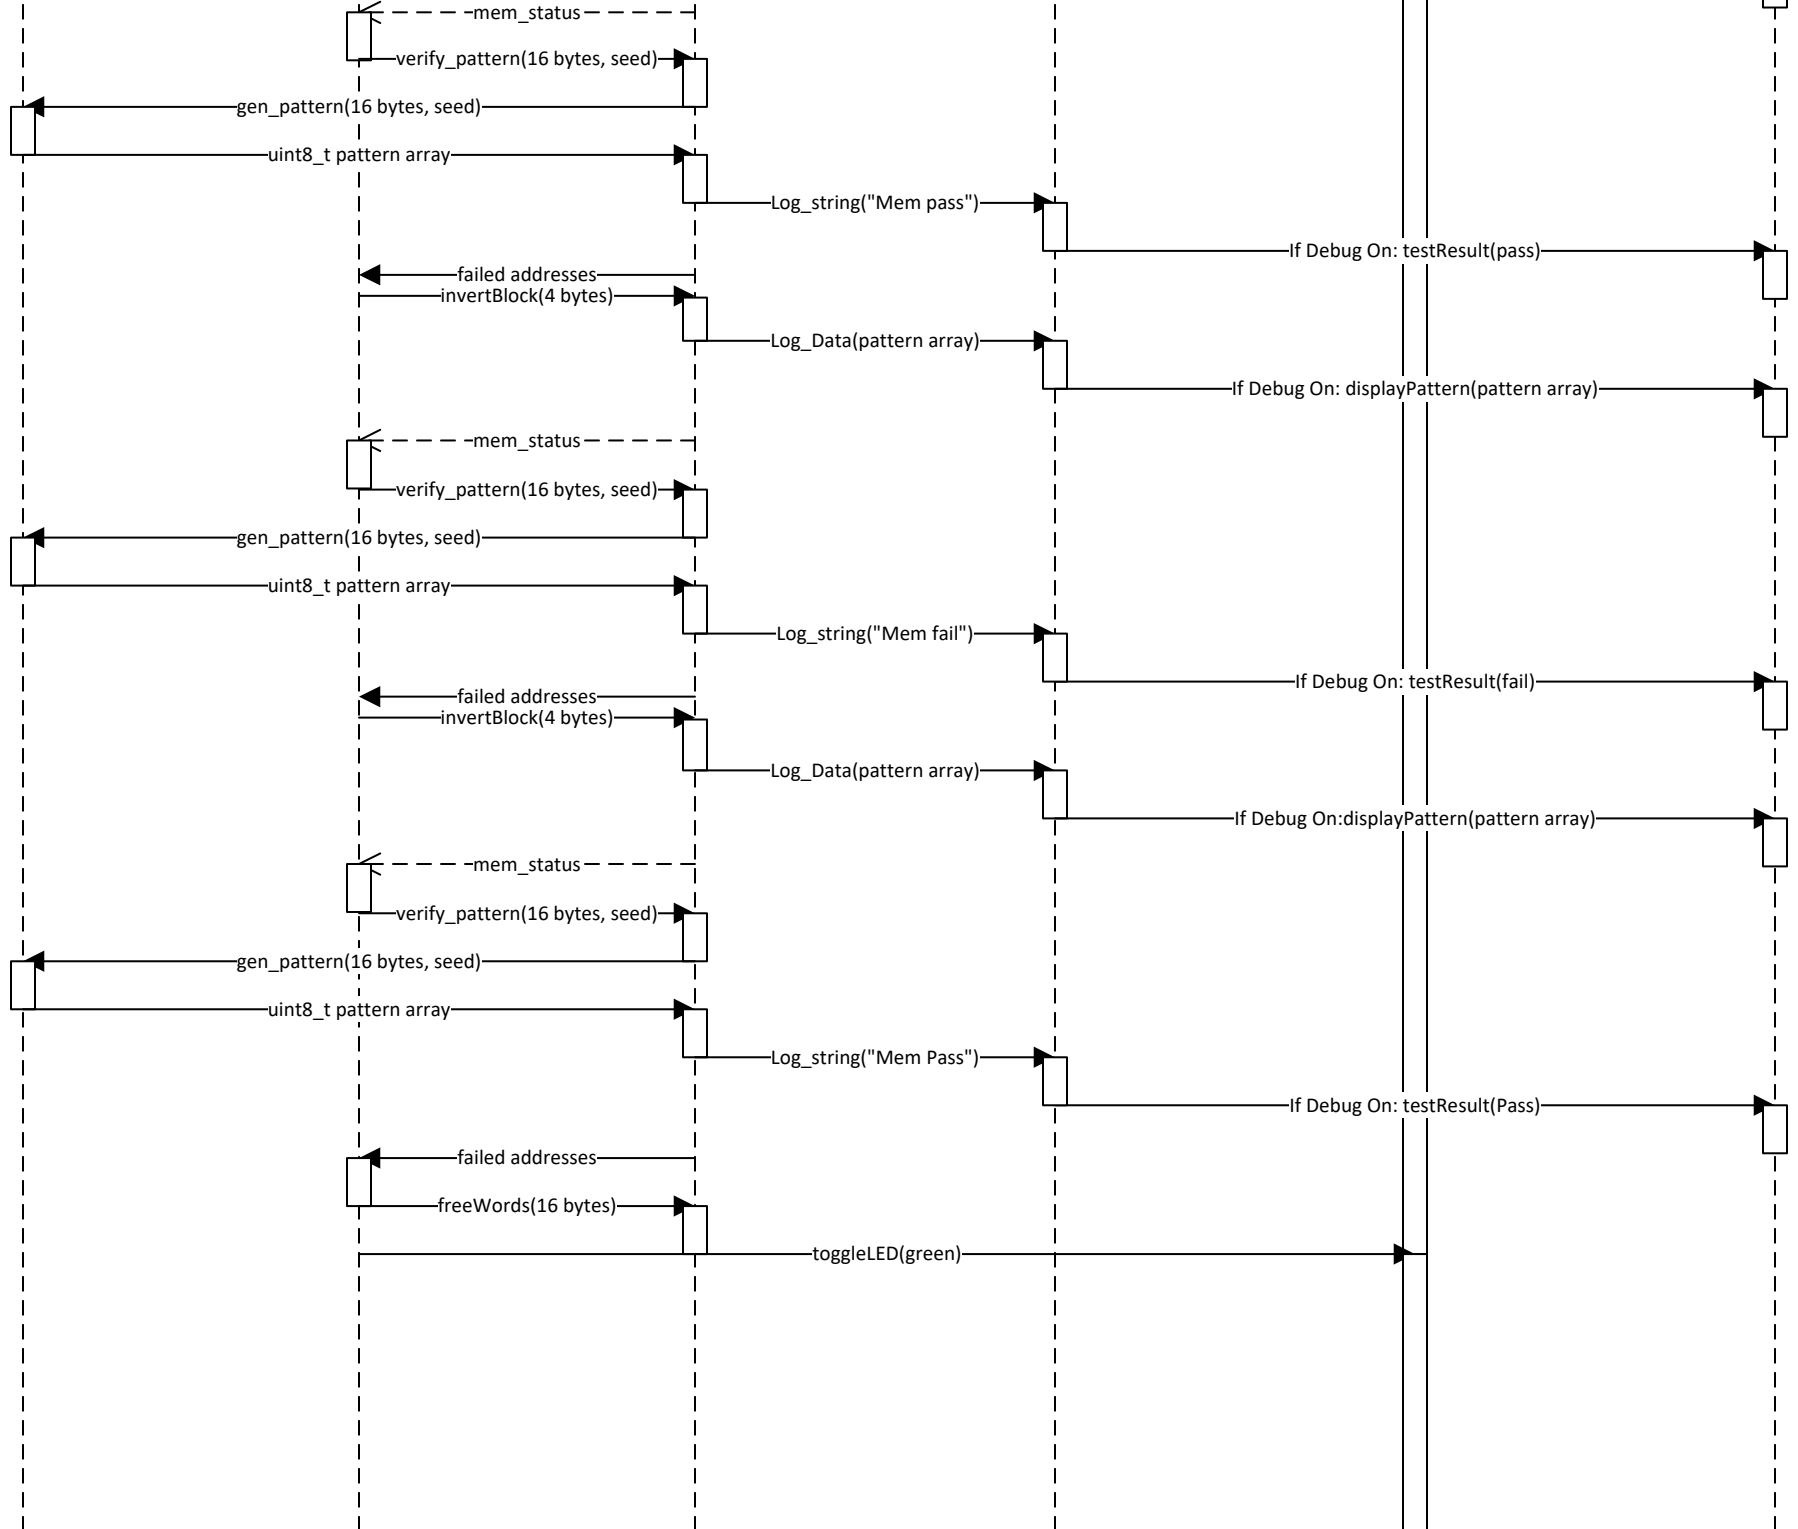 mem_status
verify_pattern(16 bytes, seed)
gen_pattern(16 bytes, seed)
uint8_t pattern array
Log_string("Mem pass")
If Debug On: testResult(pass)
failed addresses
invertBlock(4 bytes)
Log_Data(pattern array)
If Debug On: displayPattern(pattern array)
mem_status
verify_pattern(16 bytes, seed)
gen_pattern(16 bytes, seed)
uint8_t pattern array
Log_string("Mem fail")
If Debug On: testResult(fail)
failed addresses
invertBlock(4 bytes)
Log_Data(pattern array)
If Debug On:displayPattern(pattern array)
mem_status
verify_pattern(16 bytes, seed)
gen_pattern(16 bytes, seed)
uint8_t pattern array
Log_string("Mem Pass")
If Debug On: testResult(Pass)
failed addresses
freeWords(16 bytes)
toggleLED(green)